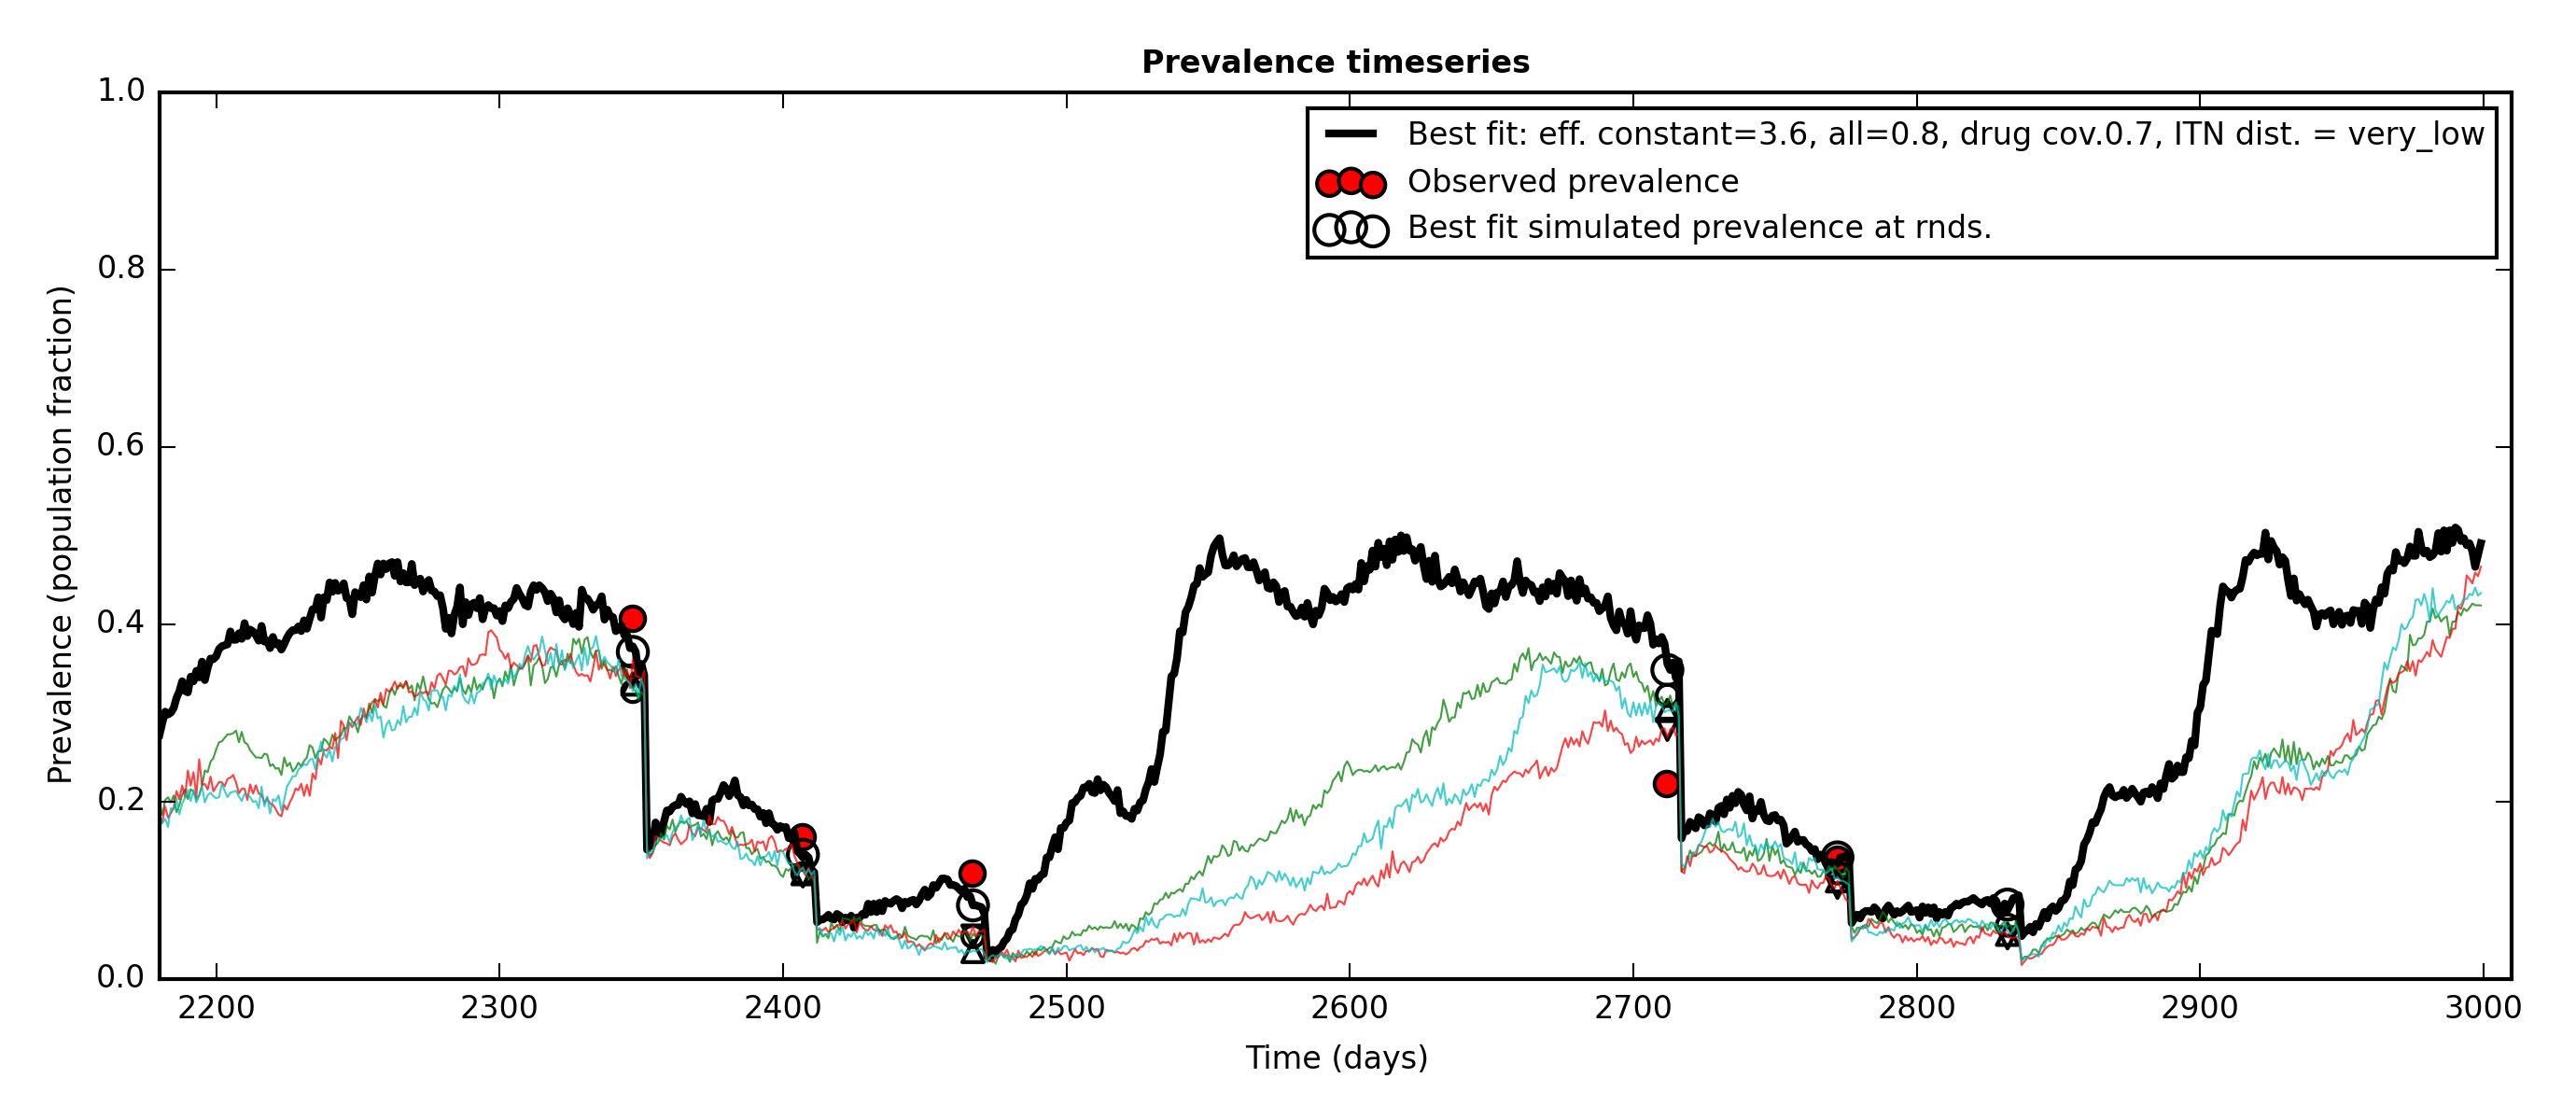 Prevalence timeseries
1.0
0.8
0.6
0.4
0.2
0.0
Prevalence (population fraction)
Best fit: eff. constant=3.6, all=0.8, drug cov.0.7, ITN dist. = very_low
Observed prevalence
Best fit simulated prevalence at rnds.
2200 2300 2400 2500 2600 2700 2800 2900 3000
Time (days)